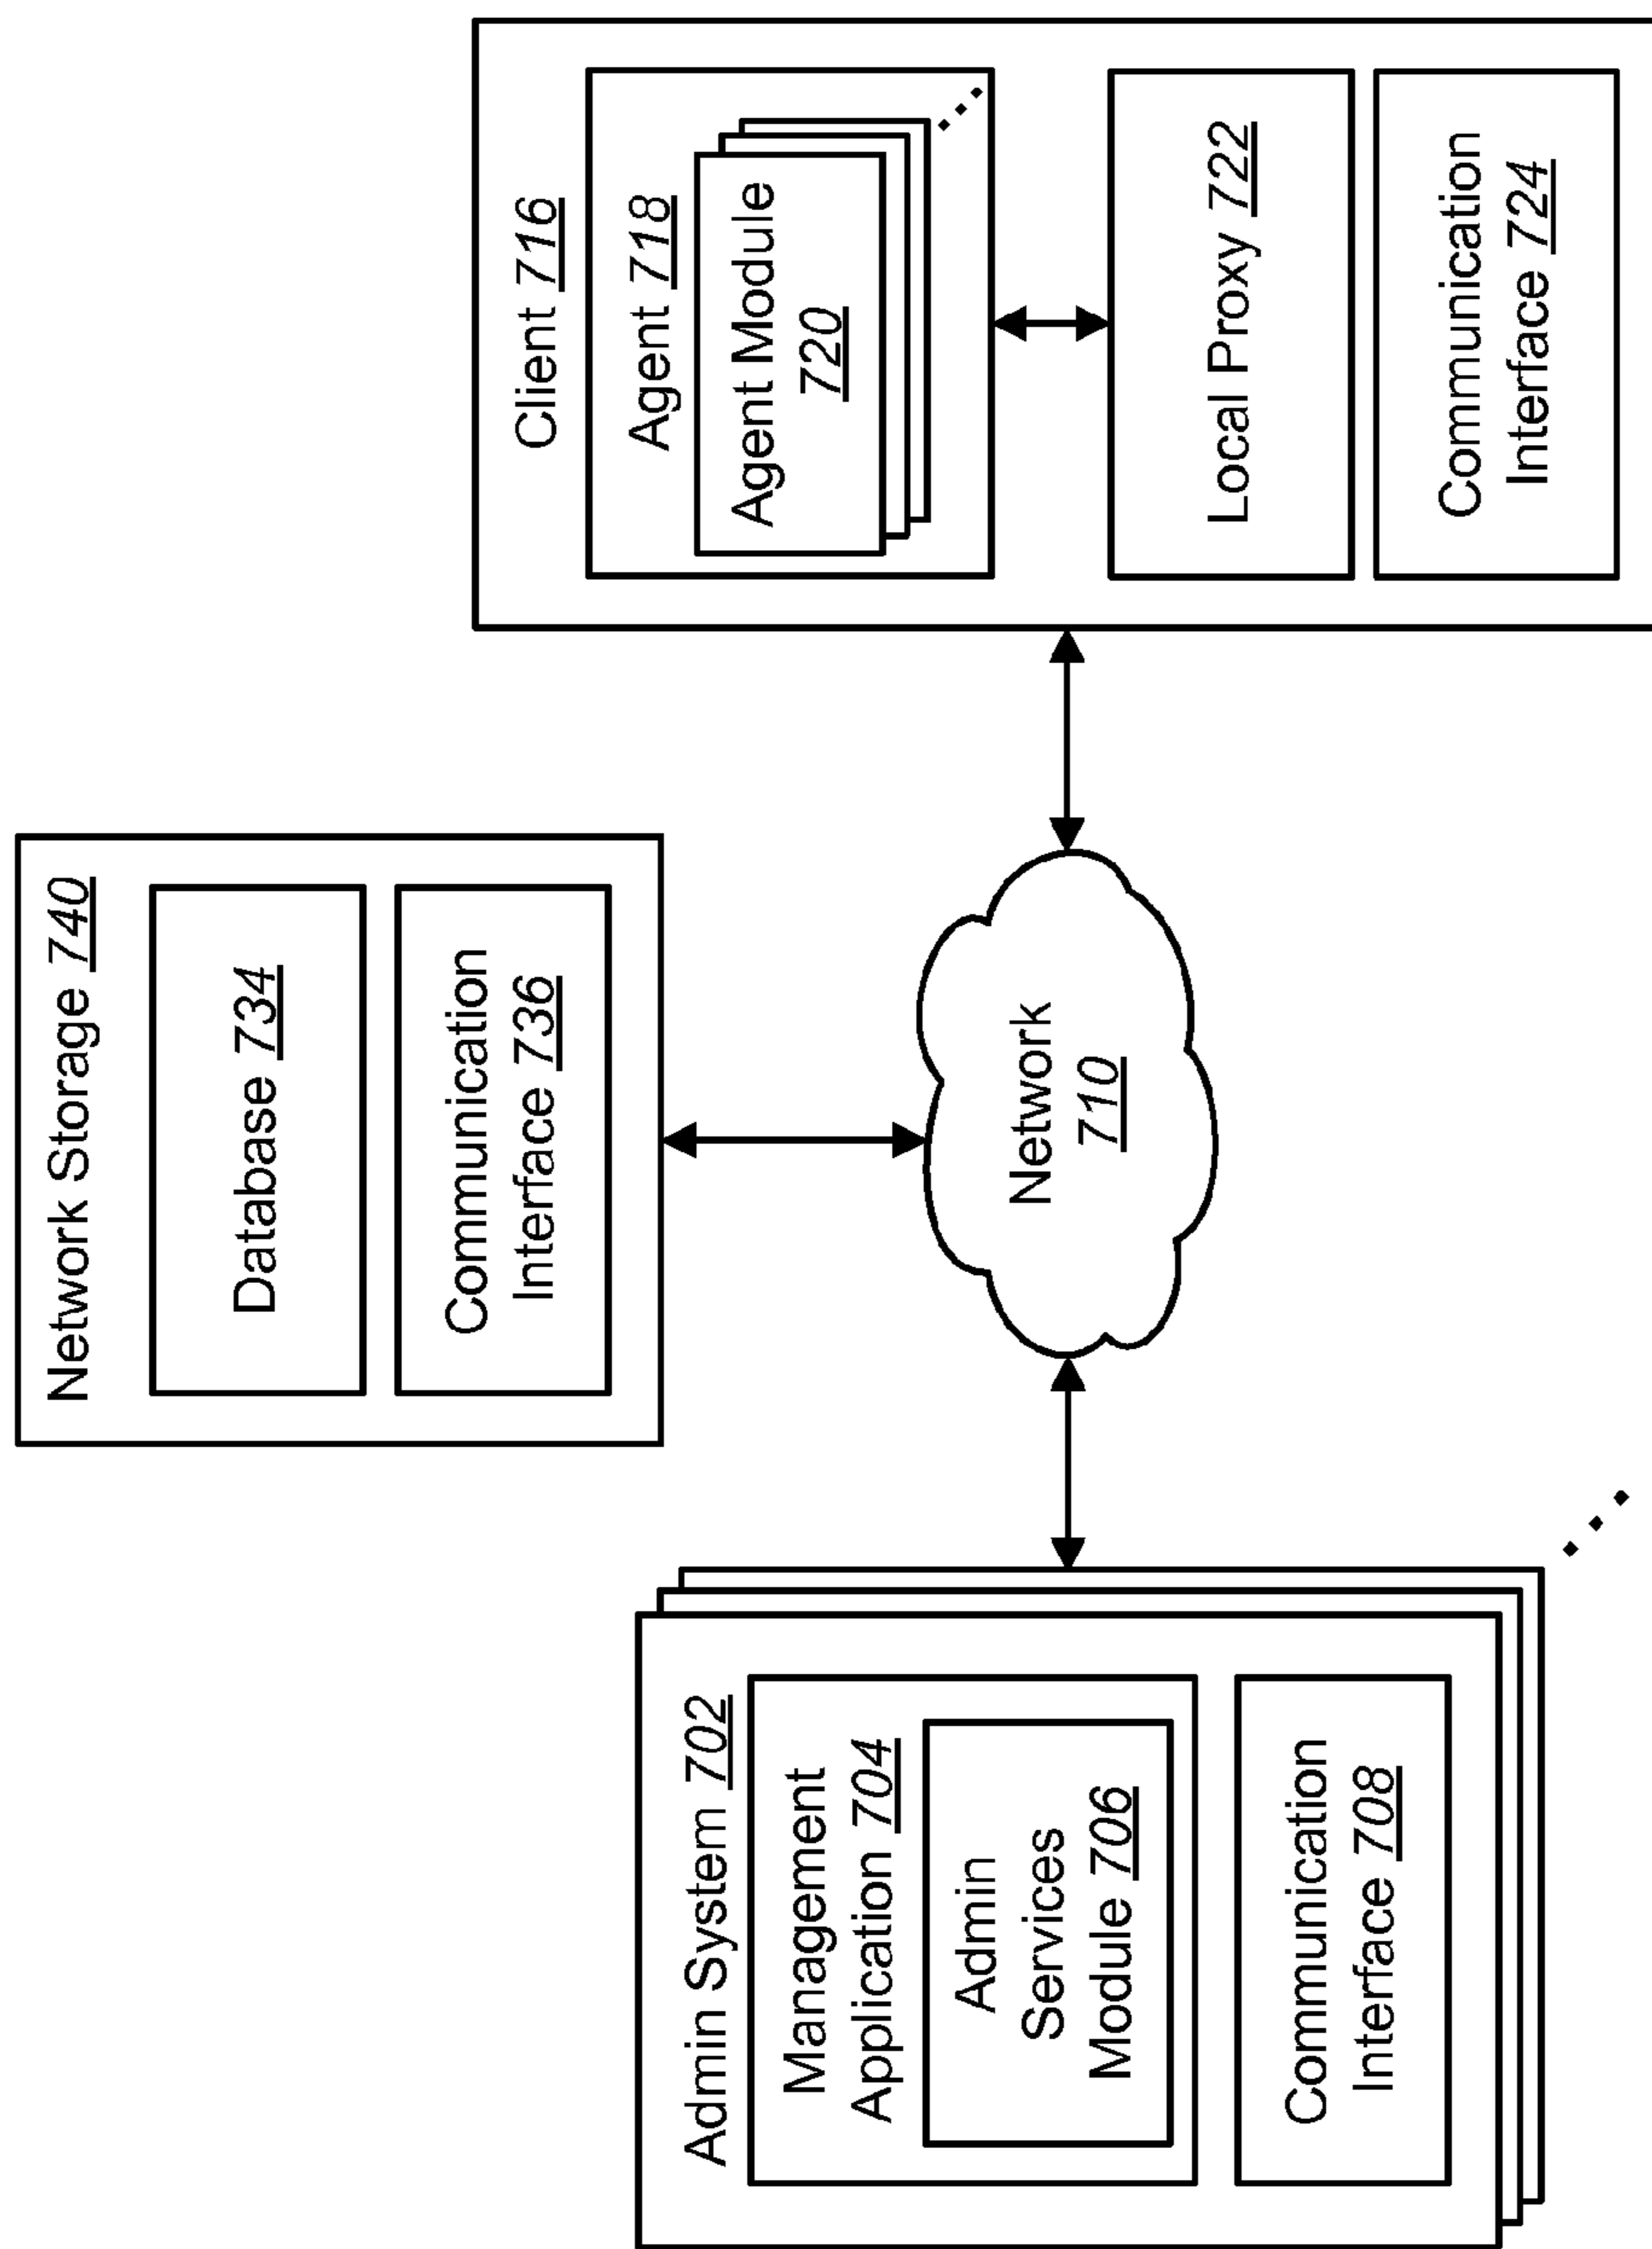 Network Storage 740
Database 734
Communication
Interface 736
Admin System 702
Management
Application 704
Admin
Services
Module 706
Communication
Interface 708
Network
710
Client 716
Agent 718
Agent Module
720
Local Proxy 722
Communication
Interface 724